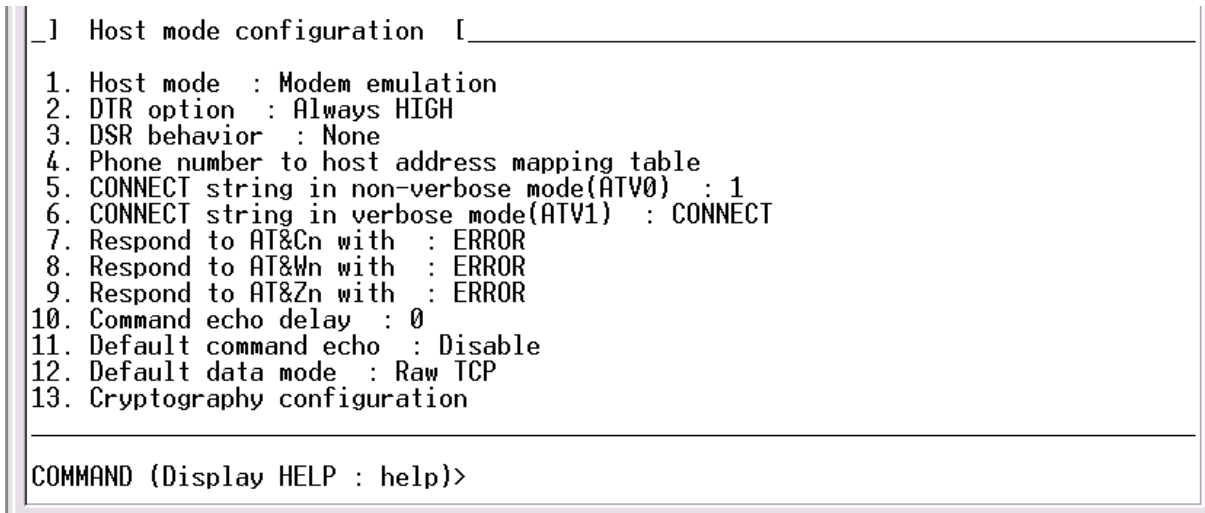 _]  Host mode configuration  [_
1. Host mode  : Modem emulation
2. DTR option  : Always HIGH
3. DSR behavior  : None
4. Phone number to host address mapping table
5. CONNECT string in non-verbose mode(ATV0)  : 1
6. CONNECT string in verbose mode(ATV1)  : CONNECT
7. Respond to AT&Cn with  : ERROR
8. Respond to AT&Wn with  : ERROR
9. Respond to AT&Zn with  : ERROR
10. Command echo delay  : 0
11. Default command echo  : Disable
12. Default data mode  : Raw TCP
13. Cryptography configuration
COMMAND (Display HELP : help)>